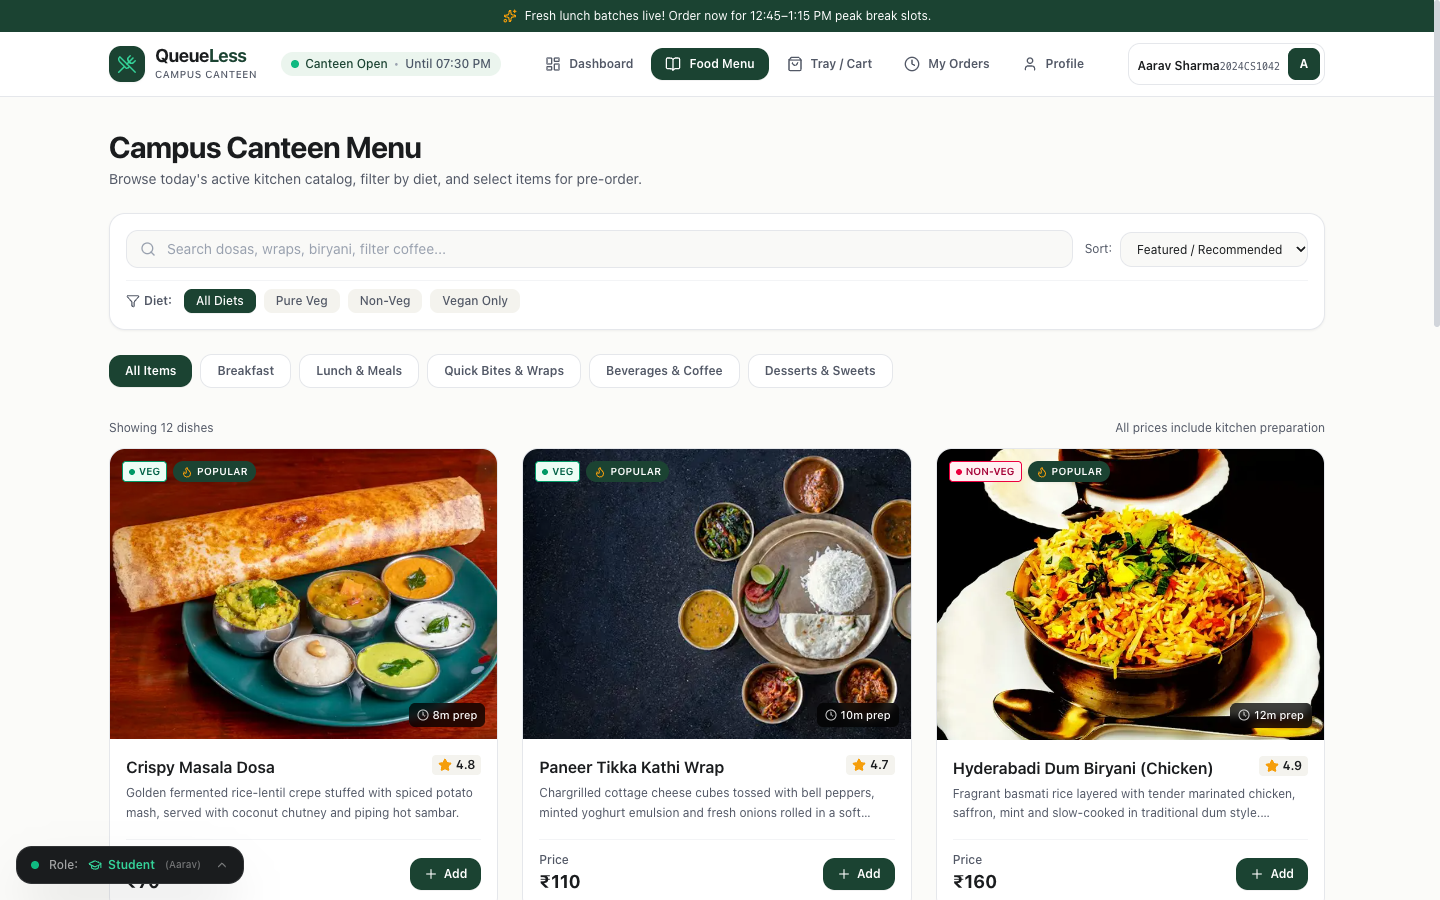 Fresh lunch batches live! Order now for 12:45–1:15 PM peak break slots.
QueueLess
CAMPUS CANTEEN
Canteen Open • Until 07:30 PM
Dashboard
Food Menu
Tray / Cart
My Orders
Profile
Aarav Sharma 2024CS1042
A
Campus Canteen Menu
Browse today's active kitchen catalog, filter by diet, and select items for pre-order.
Search dosas, wraps, biryani, filter coffee...
Sort:
Featured / Recommended
Diet:
All Diets
Pure Veg
Non-Veg
Vegan Only
All Items
Breakfast
Lunch & Meals
Quick Bites & Wraps
Beverages & Coffee
Desserts & Sweets
Showing 12 dishes
All prices include kitchen preparation
VEG
POPULAR
8m prep
Crispy Masala Dosa
4.8
Golden fermented rice-lentil crepe stuffed with spiced potato
mash, served with coconut chutney and piping hot sambar.
Add
VEG
POPULAR
10m prep
Paneer Tikka Kathi Wrap
4.7
Chargrilled cottage cheese cubes tossed with bell peppers,
minted yoghurt emulsion and fresh onions rolled in a soft...
Price
₹110
Add
NON-VEG
POPULAR
12m prep
Hyderabadi Dum Biryani (Chicken)
4.9
Fragrant basmati rice layered with tender marinated chicken,
saffron, mint and slow-cooked in traditional dum style....
Price
₹160
Add
Role: Student (Aarav)